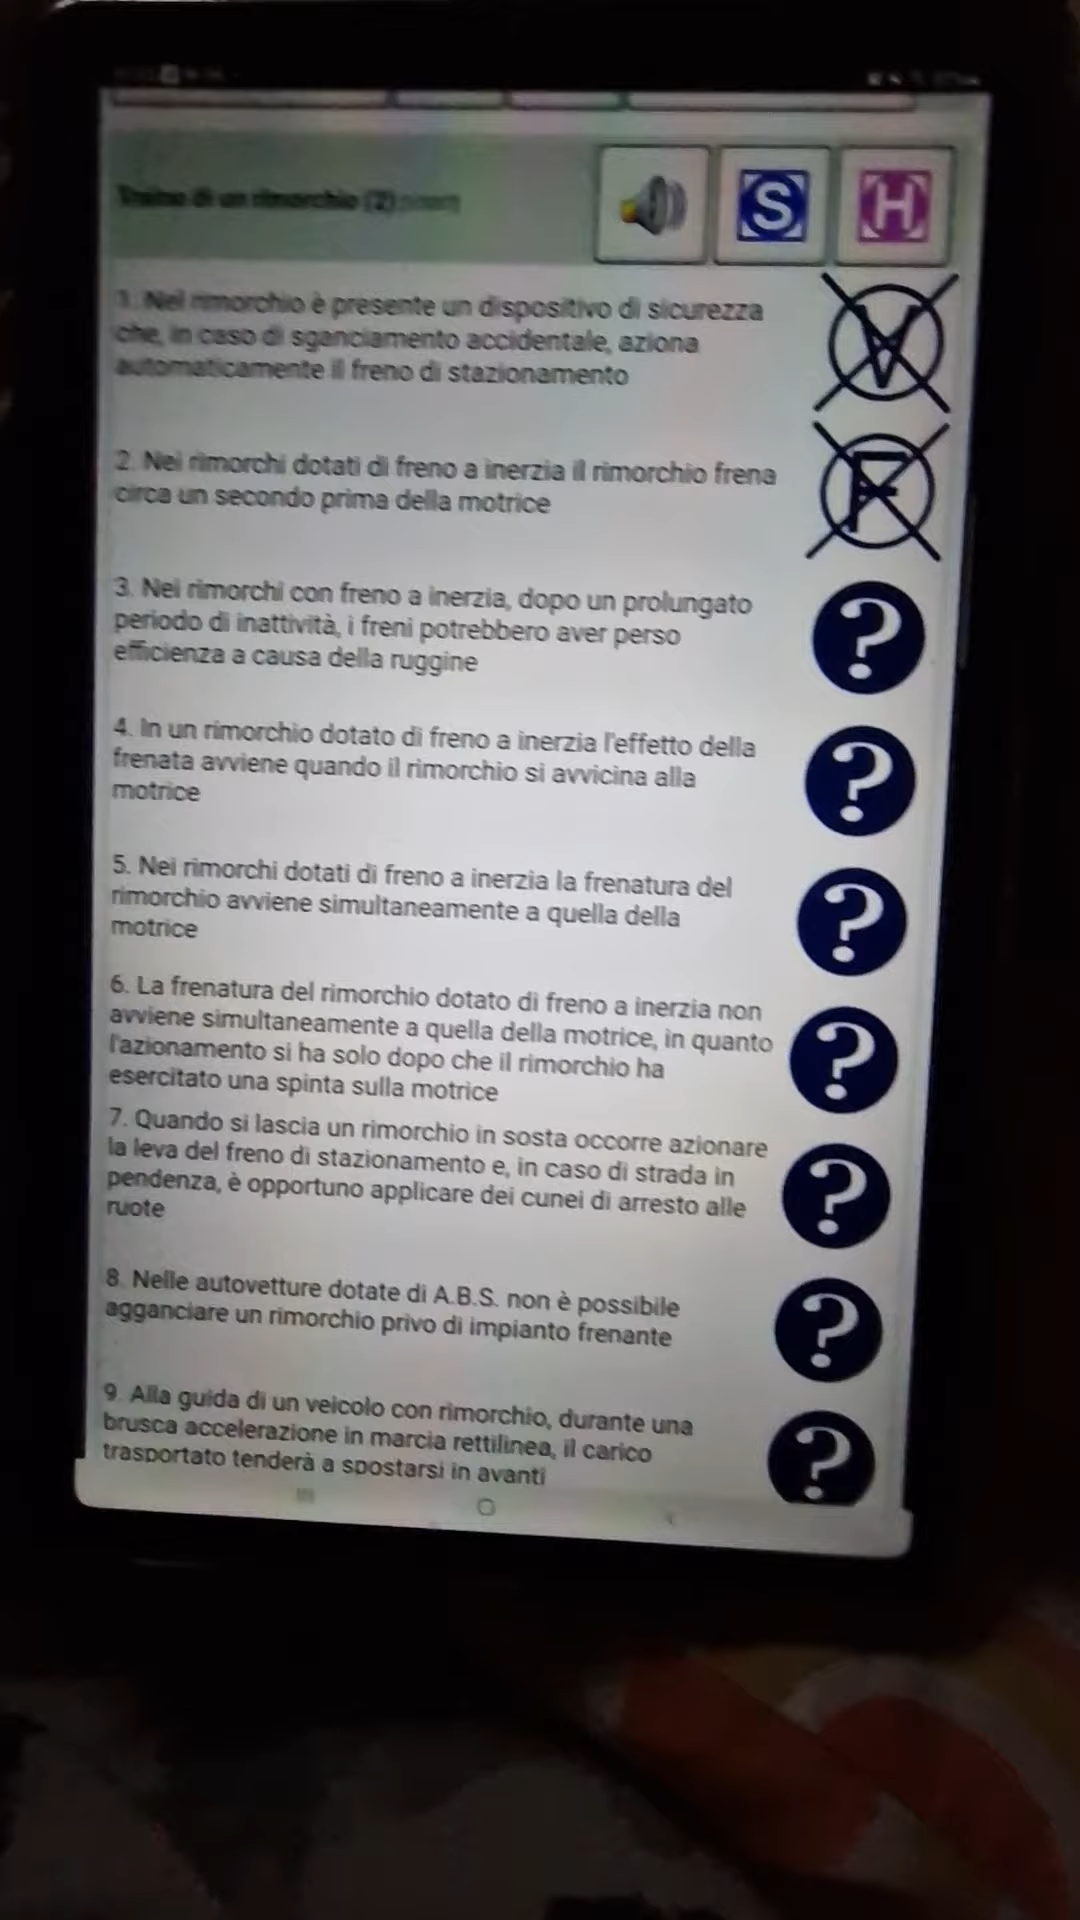 Traino di un rimorchio (2)
S
H
1. Nel rimorchio è presente un dispositivo di sicurezza
che, in caso di sganciamento accidentale, aziona
automaticamente il freno di stazionamento
V
2. Nei rimorchi dotati di freno a inerzia il rimorchio frena
circa un secondo prima della motrice
F
3. Nei rimorchi con freno a inerzia, dopo un prolungato
periodo di inattività, i freni potrebbero aver perso
efficienza a causa della ruggine
?
4. In un rimorchio dotato di freno a inerzia l'effetto della
frenata avviene quando il rimorchio si avvicina alla
motrice
?
5. Nei rimorchi dotati di freno a inerzia la frenatura del
rimorchio avviene simultaneamente a quella della
motrice
?
6. La frenatura del rimorchio dotato di freno a inerzia non
avviene simultaneamente a quella della motrice, in quanto
l'azionamento si ha solo dopo che il rimorchio ha
esercitato una spinta sulla motrice
?
7. Quando si lascia un rimorchio in sosta occorre azionare
la leva del freno di stazionamento e, in caso di strada in
pendenza, è opportuno applicare dei cunei di arresto alle
ruote
?
8. Nelle autovetture dotate di A.B.S. non è possibile
agganciare un rimorchio privo di impianto frenante
?
9. Alla guida di un veicolo con rimorchio, durante una
brusca accelerazione in marcia rettilinea, il carico
trasportato tenderà a spostarsi in avanti
?